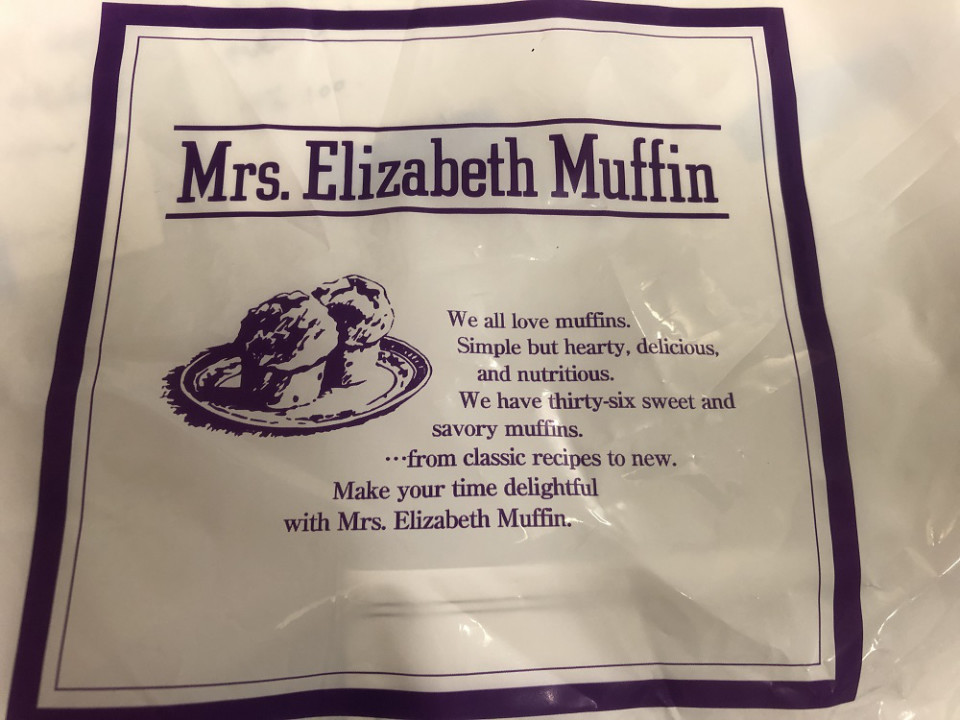 Mrs. Elizabeth Muffin
We all love muffins.
Simple but hearty, delicious,
and nutritious.
We have thirty-six sweet and
savory muffins.
···from classic recipes to new.
Make your time delightful
with Mrs. Elizabeth Muffin.